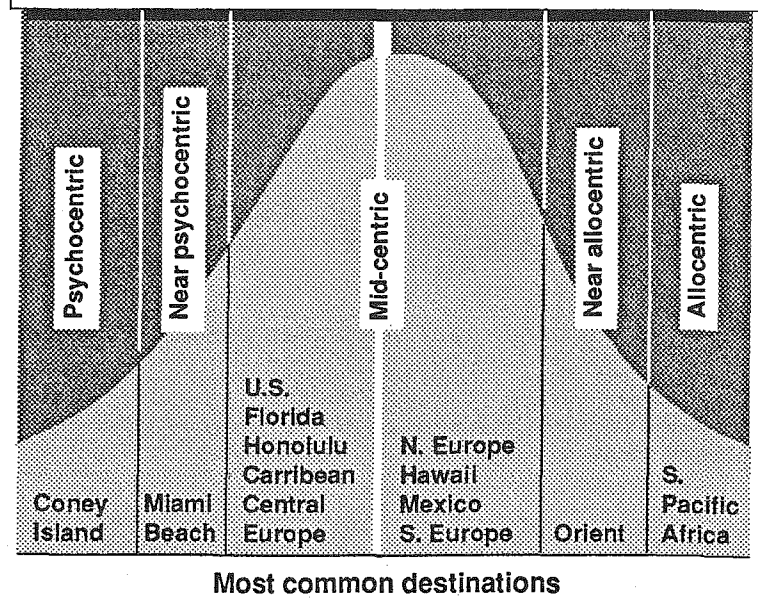 Psychocentric
Near psychocentric
Mid-centric
Near allocentric
Allocentric
Coney
Island
Miami
Beach
U.S.
Florida
Honolulu
Carribean
Central
Europe
N. Europe
Hawaii
Mexico
S. Europe
Orient
S.
Pacific
Africa
Most common destinations